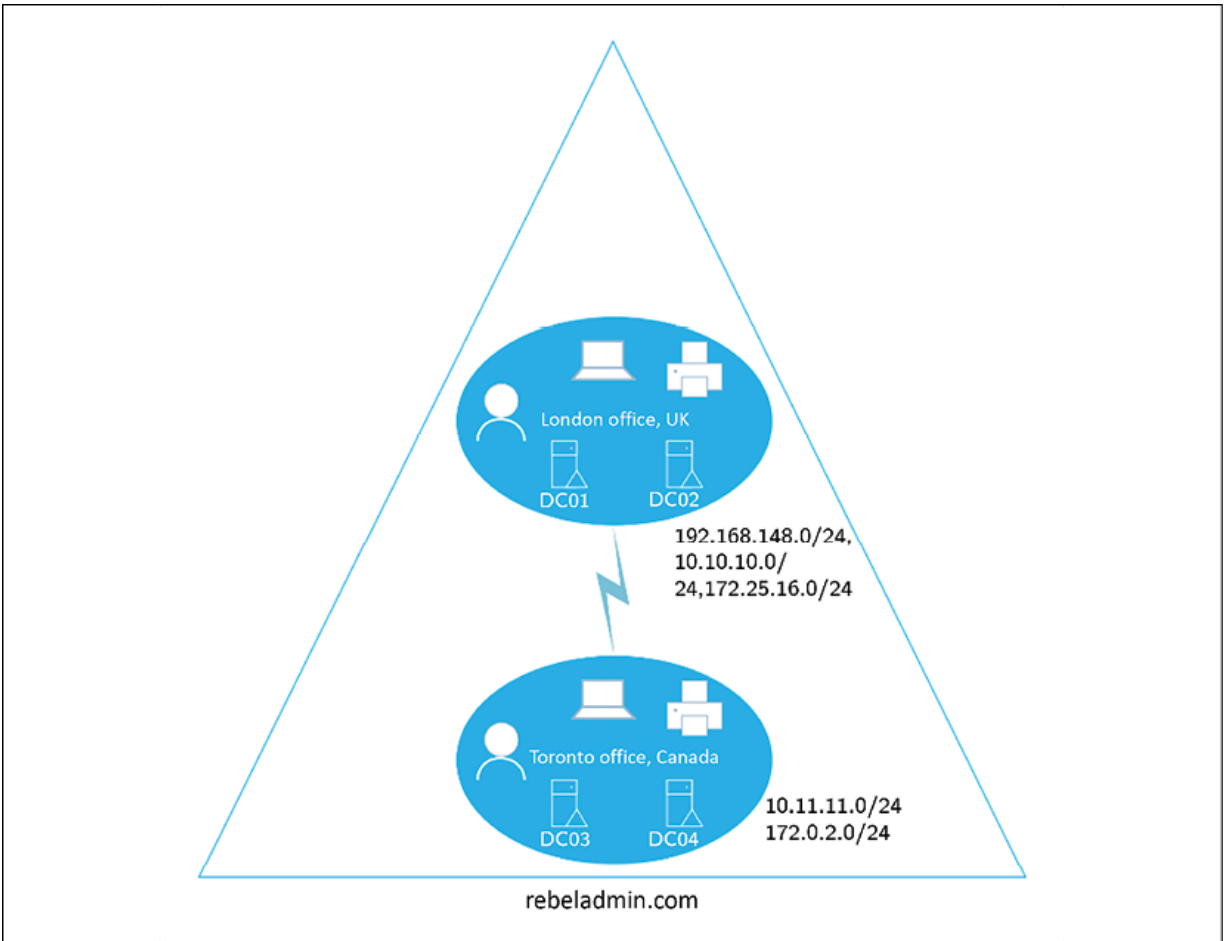 London office, UK
DC01
DC02
192.168.148.0/24,
10.10.10.0/
24,172.25.16.0/24
Toronto office, Canada
DC03
DC04
10.11.11.0/24
172.0.2.0/24
rebeladmin.com